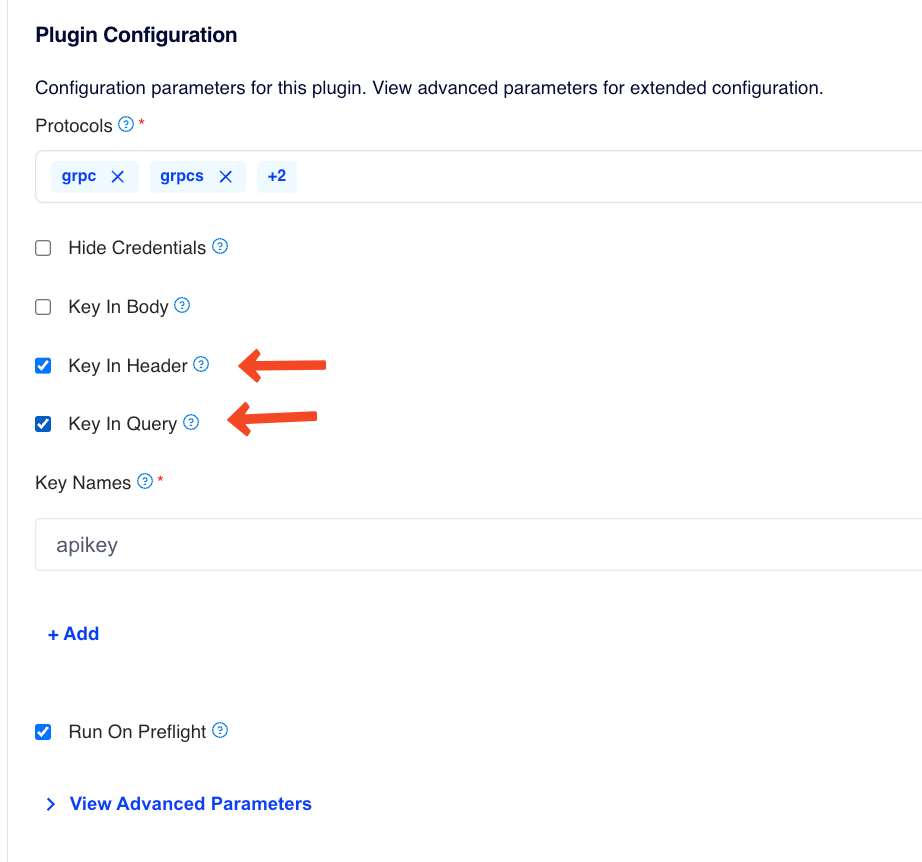 Plugin Configuration
Configuration parameters for this plugin. View advanced parameters for extended configuration.
Protocols ? *
grpc × grpcs × +2
Hide Credentials ?
Key In Body ?
Key In Header ?
Key In Query ?
Key Names ? *
apikey
+ Add
Run On Preflight ?
View Advanced Parameters